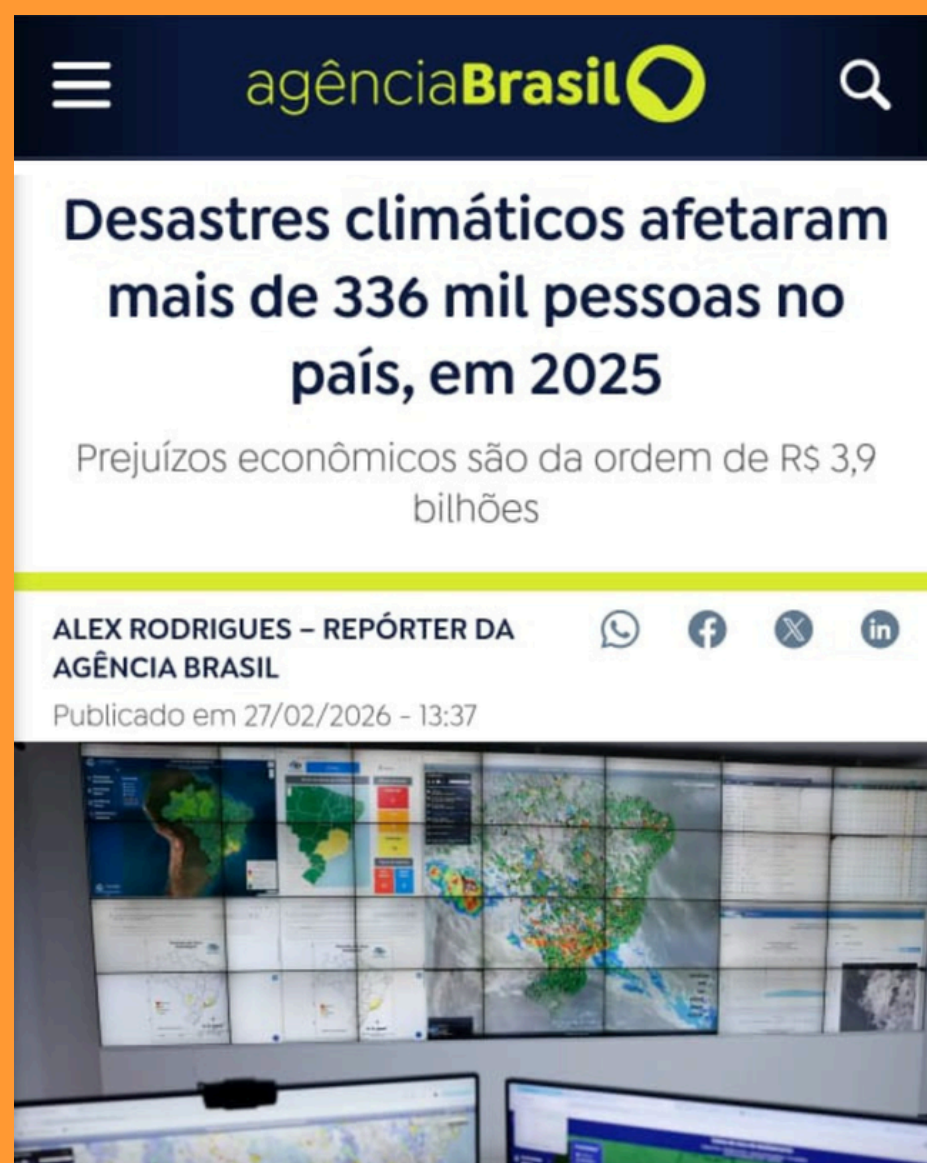 agênciaBrasil
Desastres climáticos afetaram
mais de 336 mil pessoas no
país, em 2025
Prejuízos econômicos são da ordem de R$ 3,9
bilhões
ALEX RODRIGUES – REPÓRTER DA
AGÊNCIA BRASIL
Publicado em 27/02/2026 - 13:37